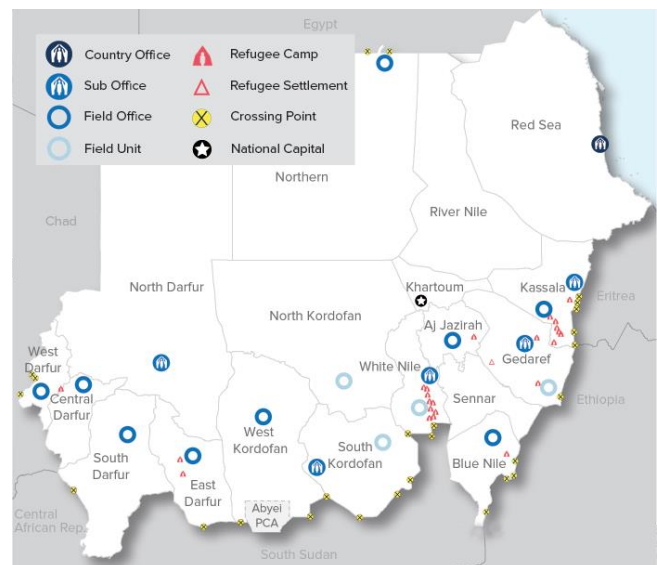 Egypt
Country Office
Refugee Camp
Sub Office
Refugee Settlement
Field Office
Crossing Point
Field Unit
National Capital
Red Sea
Northern
Chad
River Nile
North Darfur
Khartoum
Kassala
Eritrea
North Kordofan
Aj Jazirah
Gedaref
West
Darfur
White Nile
Central
Darfur
Sennar
Ethiopia
West
Kordofan
South
Kordofan
South
Darfur
East
Darfur
Blue Nile
Abyei
PCA
Central
African Rep.
South Sudan